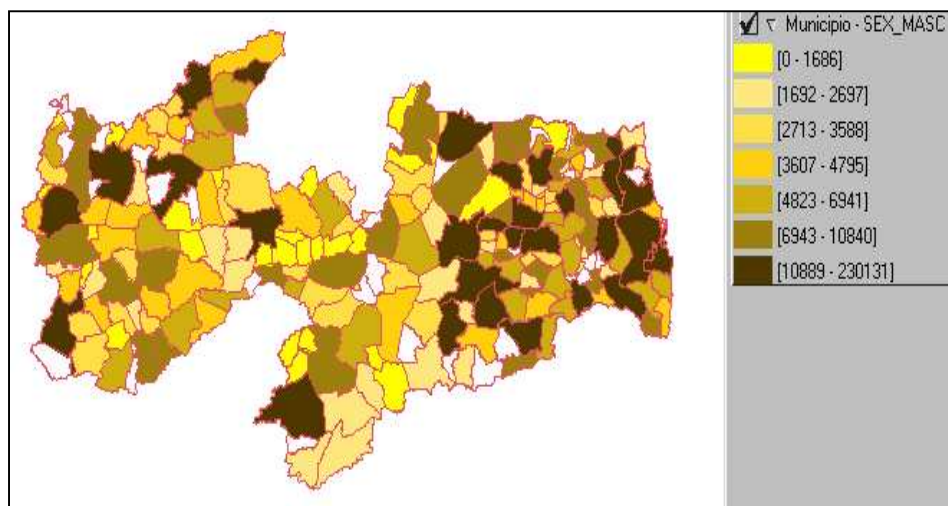 Municipio - SEX_MASC
[0 - 1686]
[1692 - 2697]
[2713 - 3588]
[3607 - 4795]
[4823 - 6941]
[6943 - 10840]
[10889 - 230131]